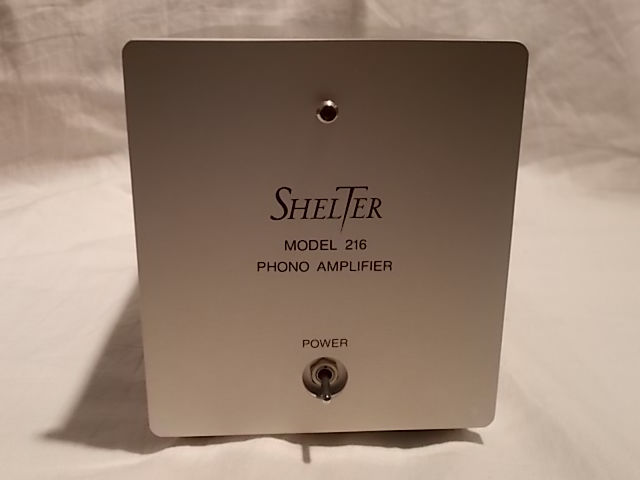 SHELTER
MODEL 216
PHONO AMPLIFIER
POWER